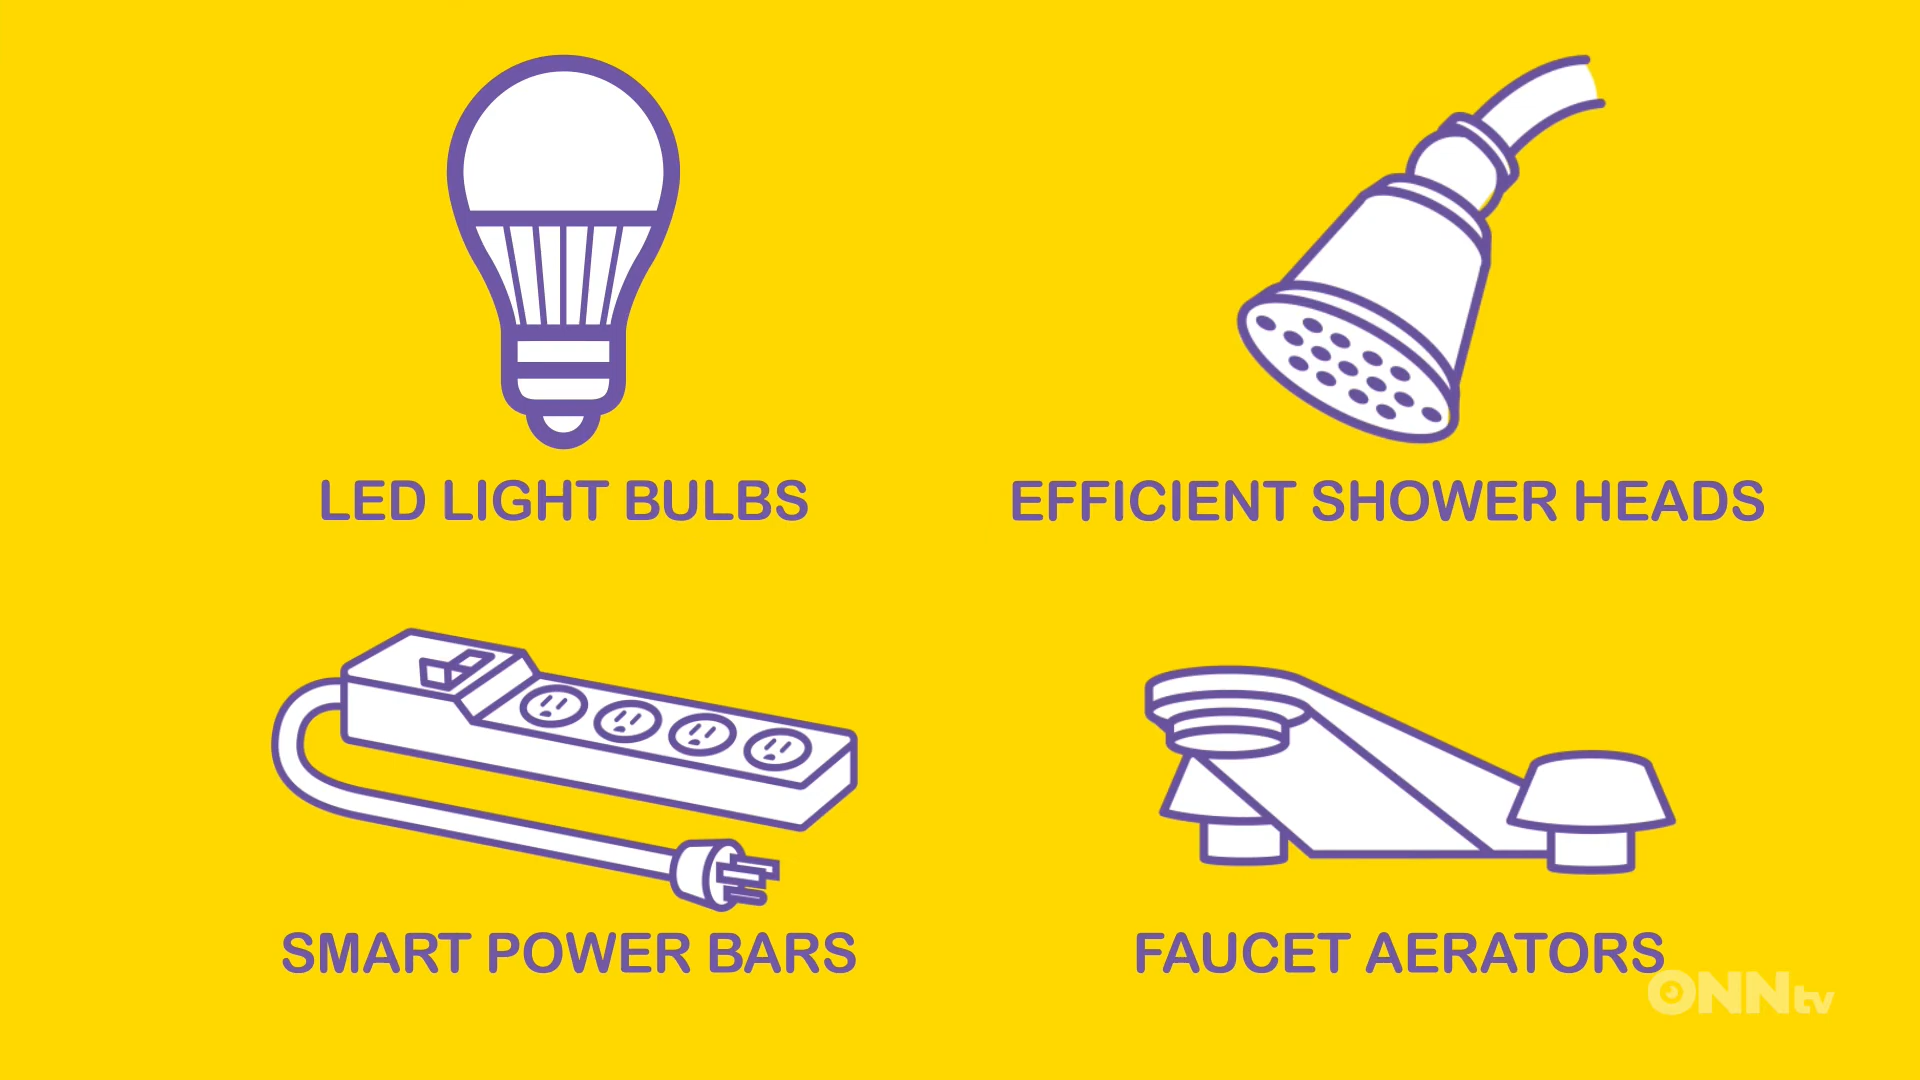 LED LIGHT BULBS
EFFICIENT SHOWER HEADS
SMART POWER BARS
FAUCET AERATORS
ONNtv